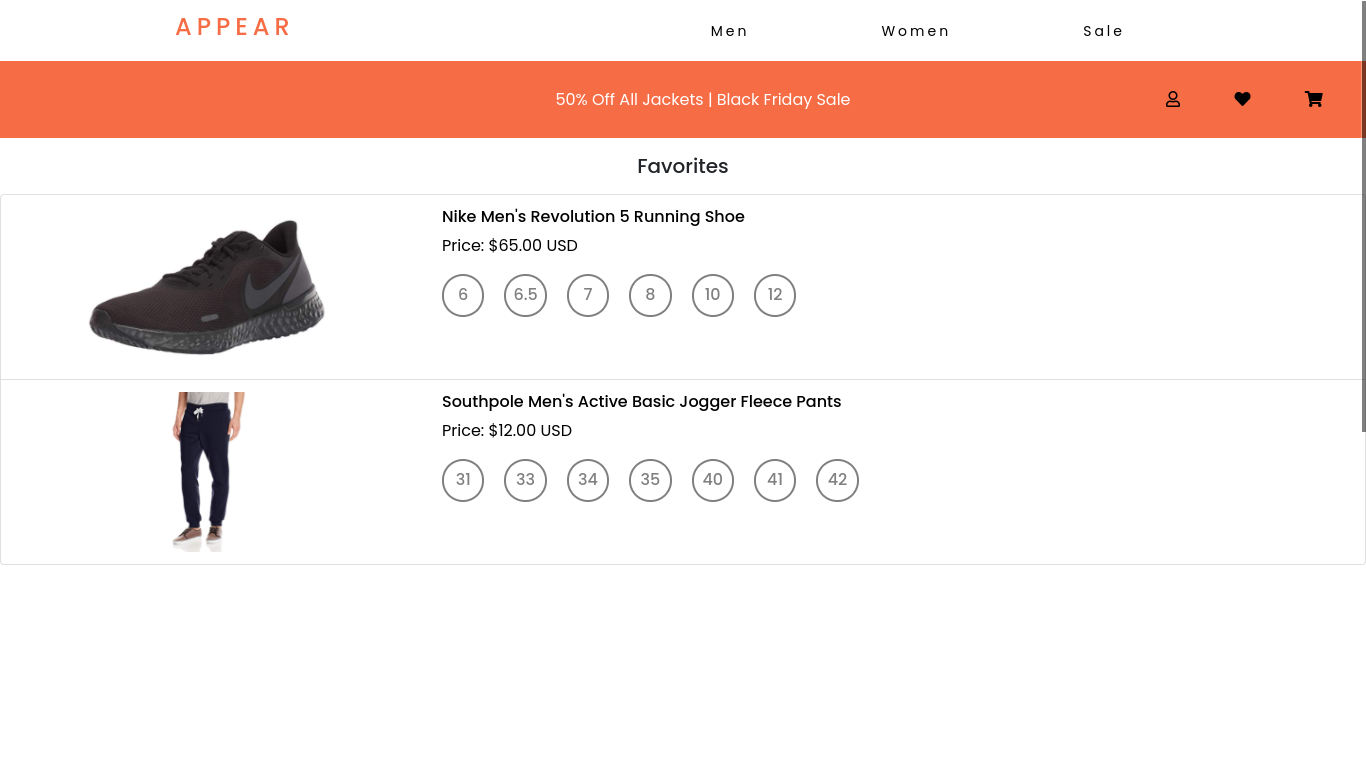 APPEAR
Men Women Sale
50% Off All Jackets | Black Friday Sale
Favorites
Nike Men's Revolution 5 Running Shoe
Price: $65.00 USD
6 6.5 7 8 10 12
Southpole Men's Active Basic Jogger Fleece Pants
Price: $12.00 USD
31 33 34 35 40 41 42